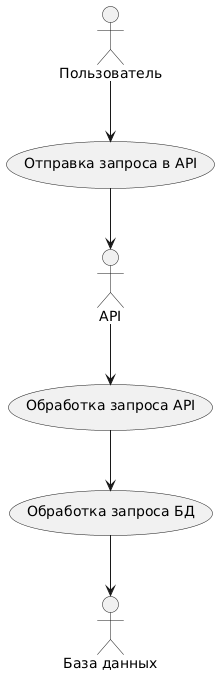 Пользователь
Отправка запроса в API
API
Обработка запроса API
Обработка запроса БД
База данных